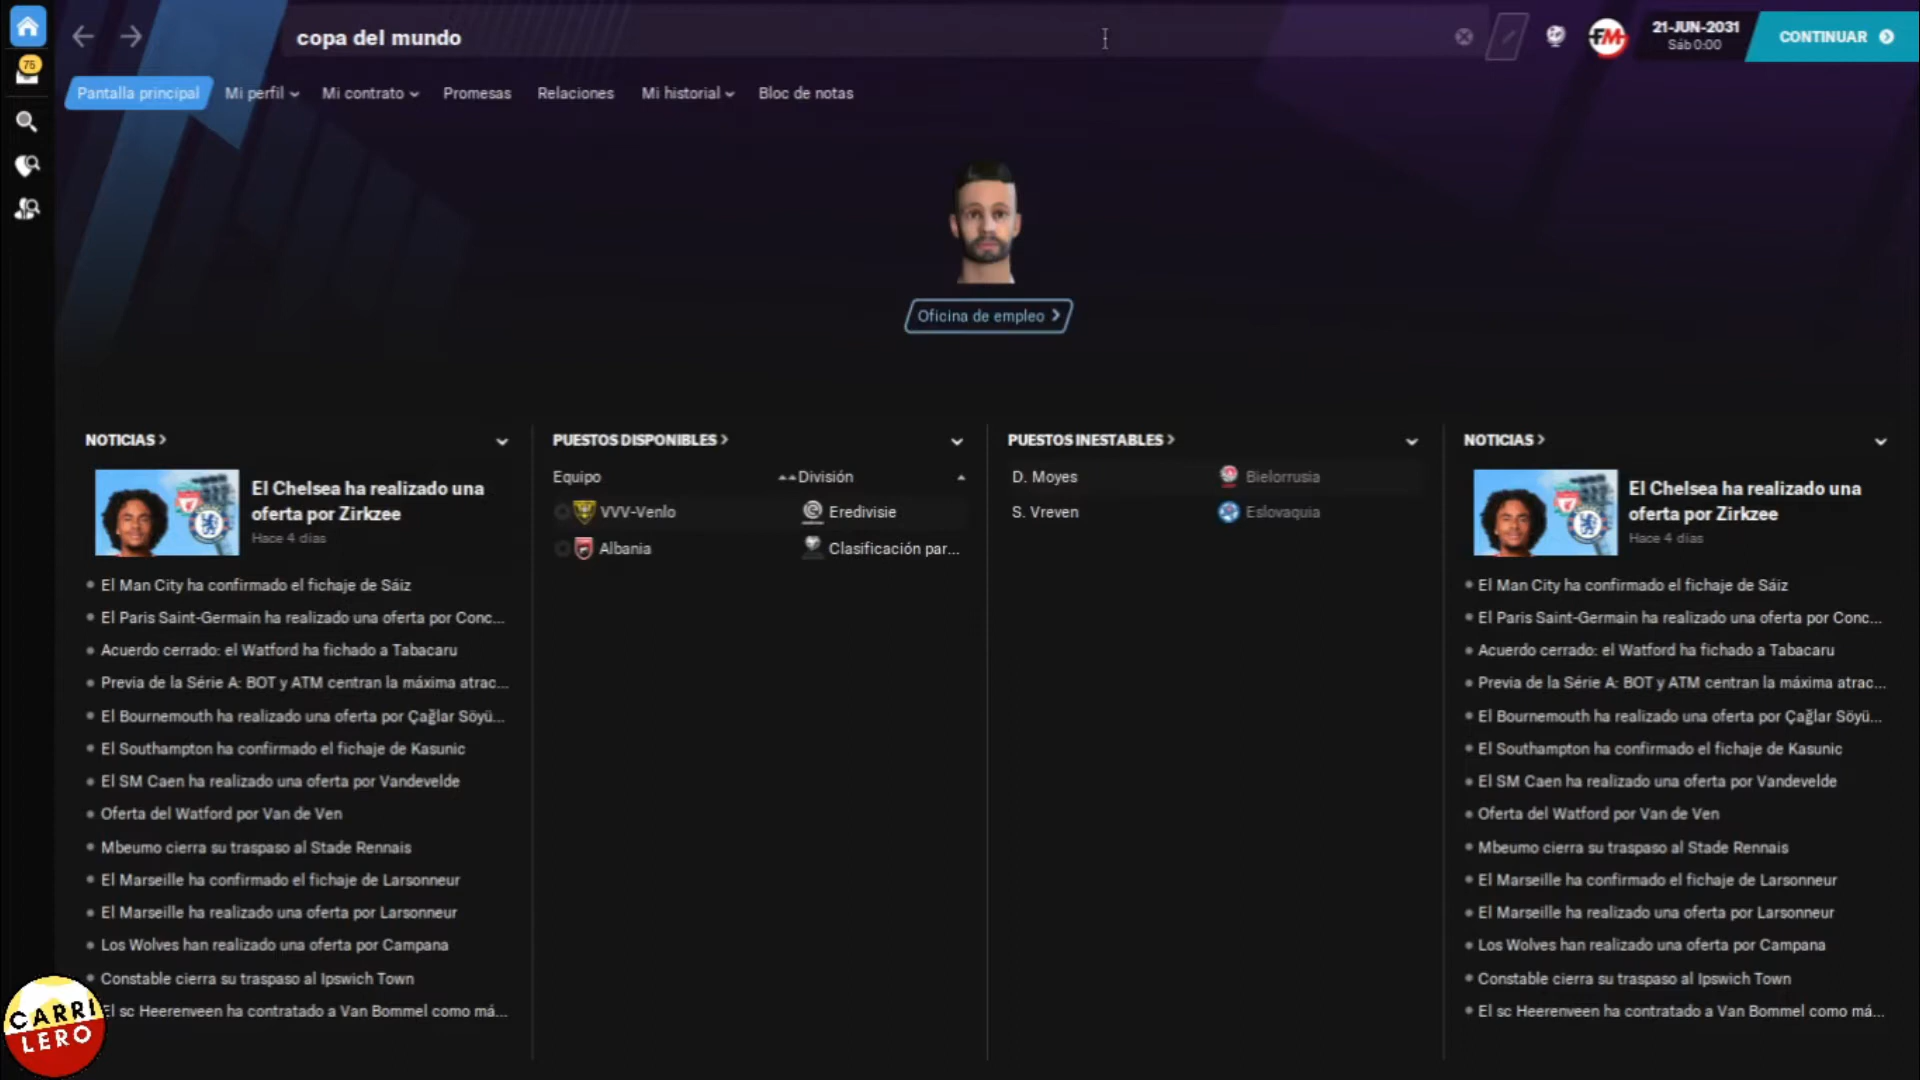 copa del mundo
FM
21-JUN-2031
Sáb 0:00
CONTINUAR
75
Pantalla principal
Mi perfil
Mi contrato
Promesas
Relaciones
Mi historial
Bloc de notas
Oficina de empleo
NOTICIAS
El Chelsea ha realizado una
oferta por Zirkzee
Hace 4 días
El Man City ha confirmado el fichaje de Sáiz
El Paris Saint-Germain ha realizado una oferta por Conc...
Acuerdo cerrado: el Watford ha fichado a Tabacaru
Previa de la Série A: BOT y ATM centran la máxima atrac...
El Bournemouth ha realizado una oferta por Çağlar Söyü...
El Southampton ha confirmado el fichaje de Kasunic
El SM Caen ha realizado una oferta por Vandevelde
Oferta del Watford por Van de Ven
Mbeumo cierra su traspaso al Stade Rennais
El Marseille ha confirmado el fichaje de Larsonneur
El Marseille ha realizado una oferta por Larsonneur
Los Wolves han realizado una oferta por Campana
Constable cierra su traspaso al Ipswich Town
El sc Heerenveen ha contratado a Van Bommel como má...
PUESTOS DISPONIBLES
Equipo División
VVV-Venlo Eredivisie
Albania Clasificación par...
PUESTOS INESTABLES
D. Moyes Bielorrusia
S. Vreven Eslovaquia
NOTICIAS
El Chelsea ha realizado una
oferta por Zirkzee
Hace 4 días
El Man City ha confirmado el fichaje de Sáiz
El Paris Saint-Germain ha realizado una oferta por Conc...
Acuerdo cerrado: el Watford ha fichado a Tabacaru
Previa de la Série A: BOT y ATM centran la máxima atrac...
El Bournemouth ha realizado una oferta por Çağlar Söyü...
El Southampton ha confirmado el fichaje de Kasunic
El SM Caen ha realizado una oferta por Vandevelde
Oferta del Watford por Van de Ven
Mbeumo cierra su traspaso al Stade Rennais
El Marseille ha confirmado el fichaje de Larsonneur
El Marseille ha realizado una oferta por Larsonneur
Los Wolves han realizado una oferta por Campana
Constable cierra su traspaso al Ipswich Town
El sc Heerenveen ha contratado a Van Bommel como má...
CARRI
LERO